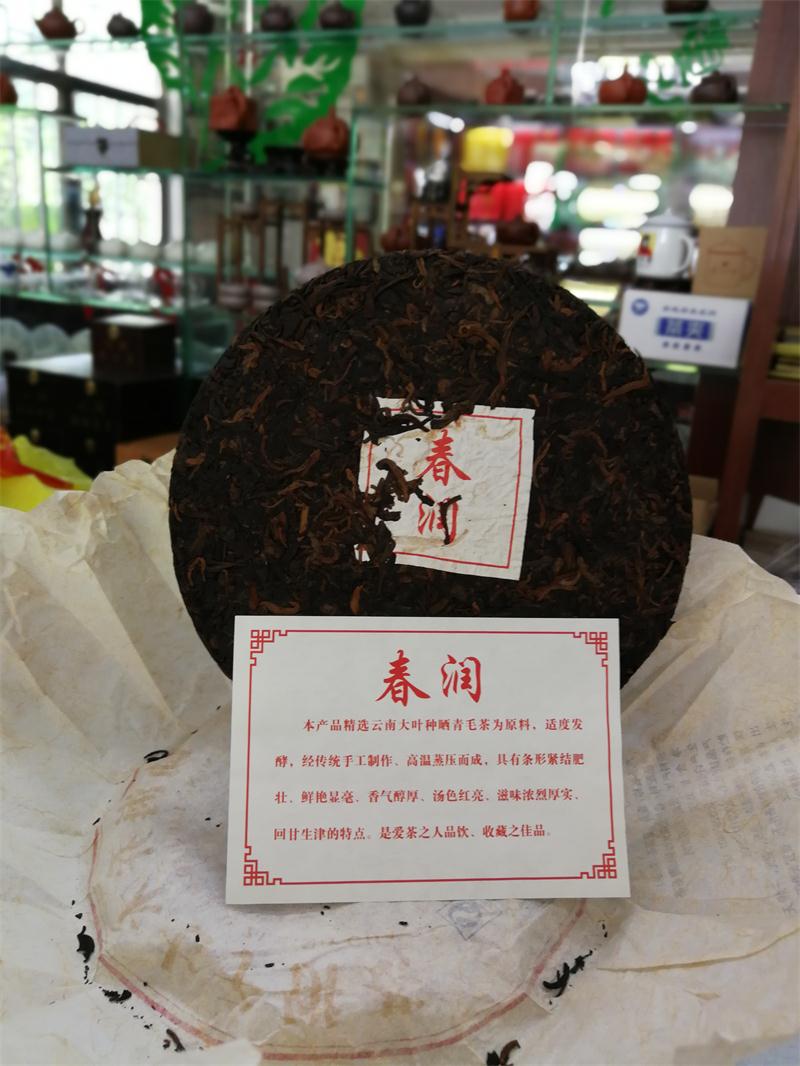 春
润
春润
本产品精选云南大叶种晒青毛茶为原料，适度发
酵，经传统手工制作、高温蒸压而成，具有条形紧结肥
壮、鲜艳显毫、香气醇厚、汤色红亮、滋味浓烈厚实、
回甘生津的特点。是爱茶之人品饮、收藏之佳品。